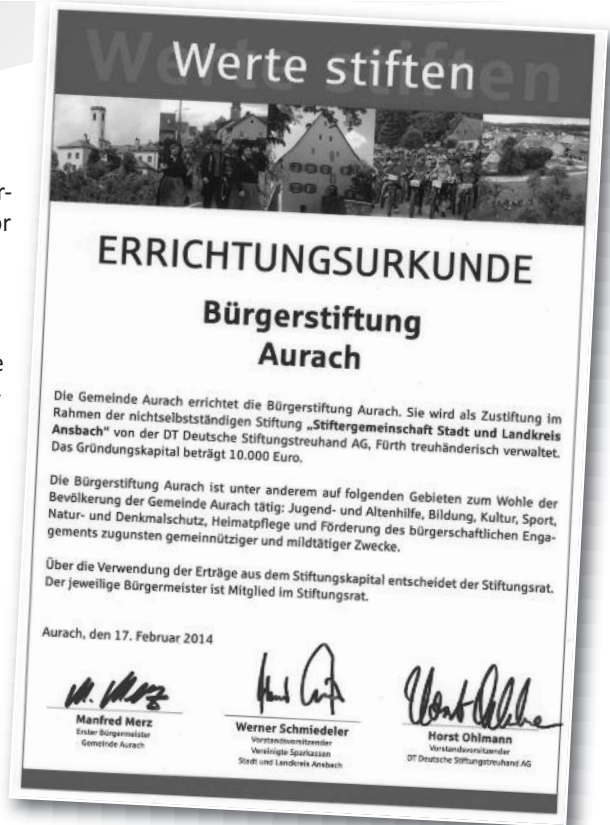 Werte stiften
r-
or
e
ERRICHTUNGSURKUNDE
Bürgerstiftung
Aurach
Die Gemeinde Aurach errichtet die Bürgerstiftung Aurach. Sie wird als Zustiftung im
Rahmen der nichtselbstständigen Stiftung „Stiftergemeinschaft Stadt und Landkreis
Ansbach“ von der DT Deutsche Stiftungstreuhand AG, Fürth treuhänderisch verwaltet.
Das Gründungskapital beträgt 10.000 Euro.
Die Bürgerstiftung Aurach ist unter anderem auf folgenden Gebieten zum Wohle der
Bevölkerung der Gemeinde Aurach tätig: Jugend- und Altenhilfe, Bildung, Kultur, Sport,
Natur- und Denkmalschutz, Heimatpflege und Förderung des bürgerschaftlichen Enga-
gements zugunsten gemeinnütziger und mildtätiger Zwecke.
Über die Verwendung der Erträge aus dem Stiftungskapital entscheidet der Stiftungsrat.
Der jeweilige Bürgermeister ist Mitglied im Stiftungsrat.
Aurach, den 17. Februar 2014
M. Merz
Manfred Merz
Erster Bürgermeister
Gemeinde Aurach
Werner Schmiedeler
Vorstandsvorsitzender
Vereinigte Sparkassen
Stadt und Landkreis Ansbach
Horst Ohlmann
Vorstandsvorsitzender
DT Deutsche Stiftungstreuhand AG